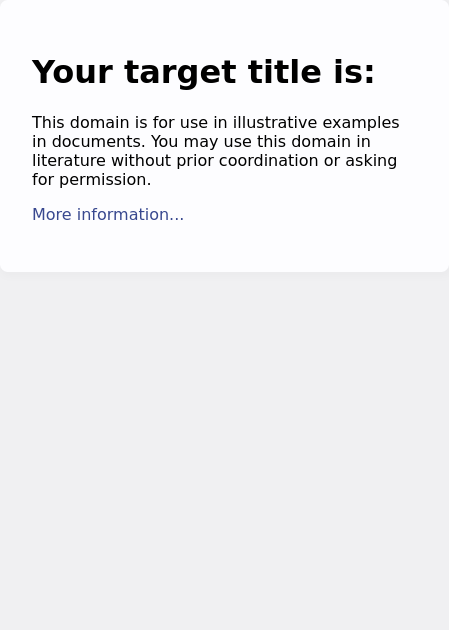 Your target title is:
This domain is for use in illustrative examples
in documents. You may use this domain in
literature without prior coordination or asking
for permission.
More information...